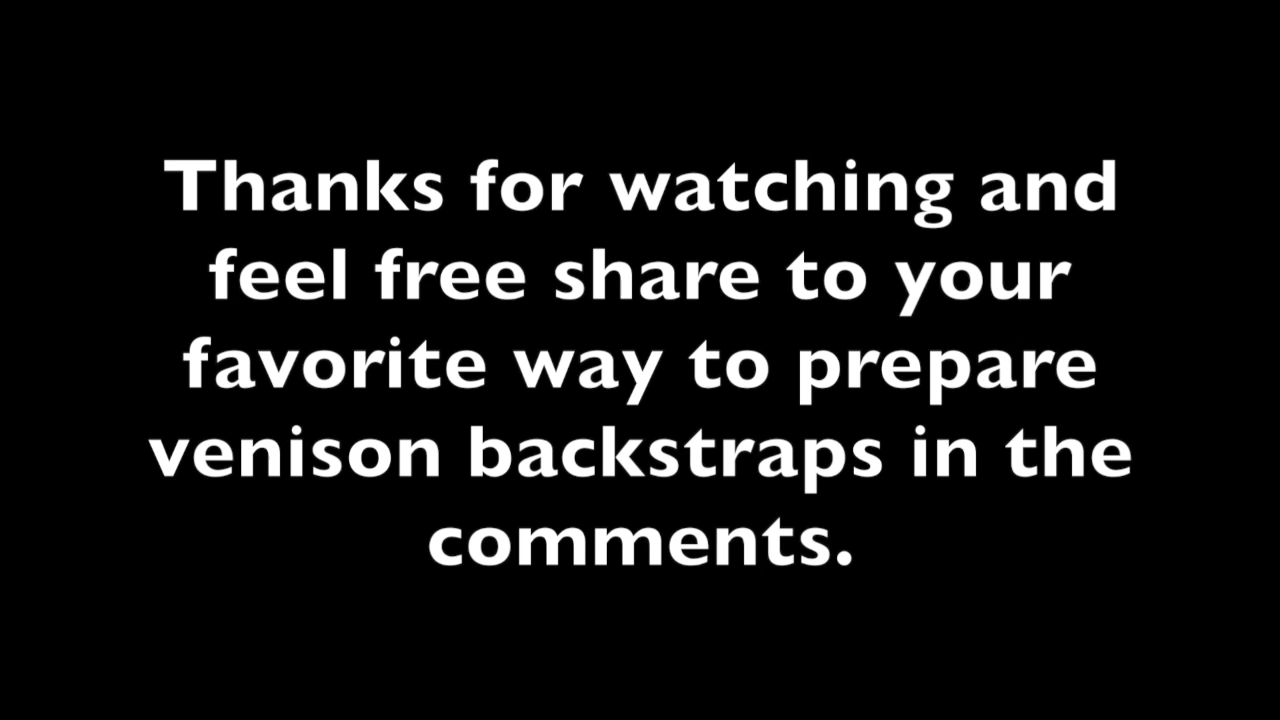 Thanks for watching and
feel free share to your
favorite way to prepare
venison backstraps in the
comments.